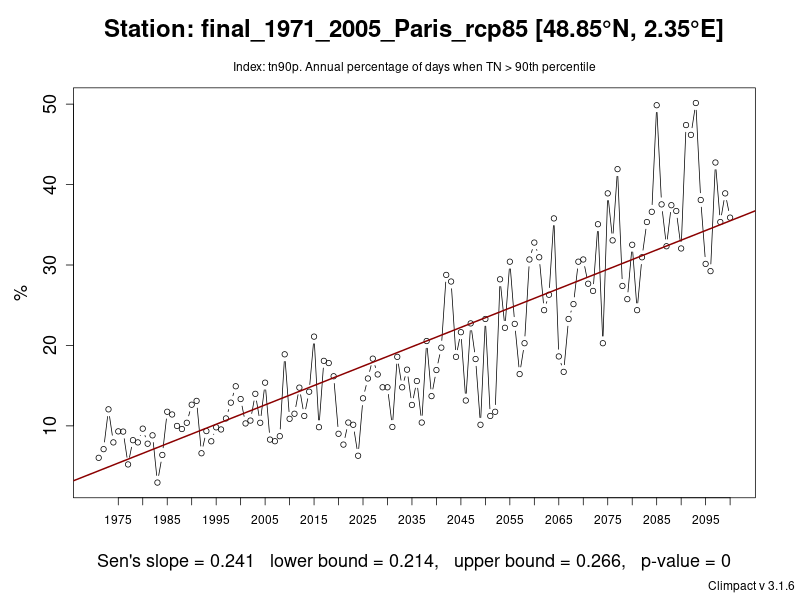 Station: final_1971_2005_Paris_rcp85 [48.85°N, 2.35°E]
Index: tn90p. Annual percentage of days when TN > 90th percentile
50
40
30
20
10
%
1975 1985 1995 2005 2015 2025 2035 2045 2055 2065 2075 2085 2095
Sen's slope = 0.241 lower bound = 0.214, upper bound = 0.266, p-value = 0
Climpact v 3.1.6